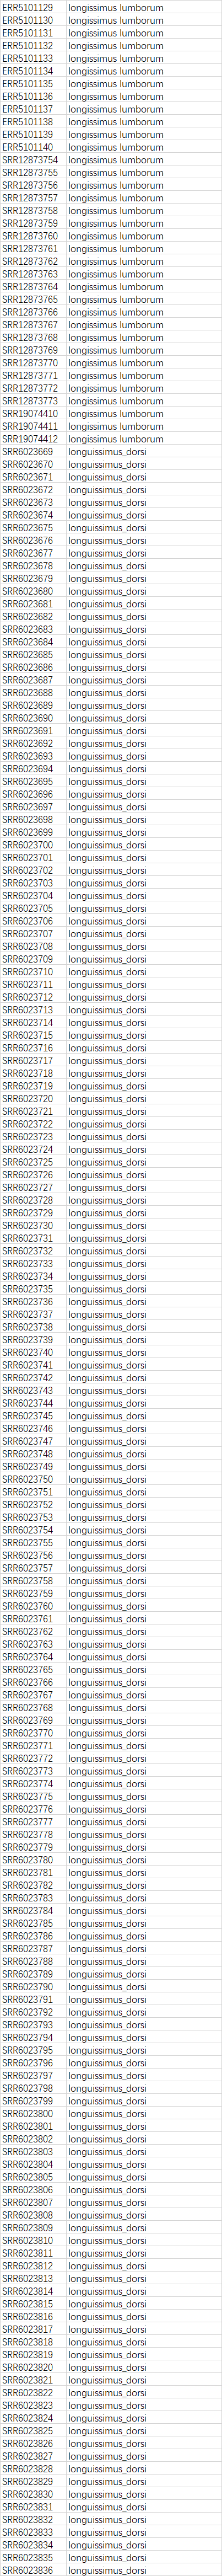 ERR5101129 longissimus lumborum
ERR5101130 longissimus lumborum
ERR5101131 longissimus lumborum
ERR5101132 longissimus lumborum
ERR5101133 longissimus lumborum
ERR5101134 longissimus lumborum
ERR5101135 longissimus lumborum
ERR5101136 longissimus lumborum
ERR5101137 longissimus lumborum
ERR5101138 longissimus lumborum
ERR5101139 longissimus lumborum
ERR5101140 longissimus lumborum
SRR12873754 longissimus lumborum
SRR12873755 longissimus lumborum
SRR12873756 longissimus lumborum
SRR12873757 longissimus lumborum
SRR12873758 longissimus lumborum
SRR12873759 longissimus lumborum
SRR12873760 longissimus lumborum
SRR12873761 longissimus lumborum
SRR12873762 longissimus lumborum
SRR12873763 longissimus lumborum
SRR12873764 longissimus lumborum
SRR12873765 longissimus lumborum
SRR12873766 longissimus lumborum
SRR12873767 longissimus lumborum
SRR12873768 longissimus lumborum
SRR12873769 longissimus lumborum
SRR12873770 longissimus lumborum
SRR12873771 longissimus lumborum
SRR12873772 longissimus lumborum
SRR12873773 longissimus lumborum
SRR19074410 longissimus lumborum
SRR19074411 longissimus lumborum
SRR19074412 longissimus lumborum
SRR6023669 longuissimus_dorsi
SRR6023670 longuissimus_dorsi
SRR6023671 longuissimus_dorsi
SRR6023672 longuissimus_dorsi
SRR6023673 longuissimus_dorsi
SRR6023674 longuissimus_dorsi
SRR6023675 longuissimus_dorsi
SRR6023676 longuissimus_dorsi
SRR6023677 longuissimus_dorsi
SRR6023678 longuissimus_dorsi
SRR6023679 longuissimus_dorsi
SRR6023680 longuissimus_dorsi
SRR6023681 longuissimus_dorsi
SRR6023682 longuissimus_dorsi
SRR6023683 longuissimus_dorsi
SRR6023684 longuissimus_dorsi
SRR6023685 longuissimus_dorsi
SRR6023686 longuissimus_dorsi
SRR6023687 longuissimus_dorsi
SRR6023688 longuissimus_dorsi
SRR6023689 longuissimus_dorsi
SRR6023690 longuissimus_dorsi
SRR6023691 longuissimus_dorsi
SRR6023692 longuissimus_dorsi
SRR6023693 longuissimus_dorsi
SRR6023694 longuissimus_dorsi
SRR6023695 longuissimus_dorsi
SRR6023696 longuissimus_dorsi
SRR6023697 longuissimus_dorsi
SRR6023698 longuissimus_dorsi
SRR6023699 longuissimus_dorsi
SRR6023700 longuissimus_dorsi
SRR6023701 longuissimus_dorsi
SRR6023702 longuissimus_dorsi
SRR6023703 longuissimus_dorsi
SRR6023704 longuissimus_dorsi
SRR6023705 longuissimus_dorsi
SRR6023706 longuissimus_dorsi
SRR6023707 longuissimus_dorsi
SRR6023708 longuissimus_dorsi
SRR6023709 longuissimus_dorsi
SRR6023710 longuissimus_dorsi
SRR6023711 longuissimus_dorsi
SRR6023712 longuissimus_dorsi
SRR6023713 longuissimus_dorsi
SRR6023714 longuissimus_dorsi
SRR6023715 longuissimus_dorsi
SRR6023716 longuissimus_dorsi
SRR6023717 longuissimus_dorsi
SRR6023718 longuissimus_dorsi
SRR6023719 longuissimus_dorsi
SRR6023720 longuissimus_dorsi
SRR6023721 longuissimus_dorsi
SRR6023722 longuissimus_dorsi
SRR6023723 longuissimus_dorsi
SRR6023724 longuissimus_dorsi
SRR6023725 longuissimus_dorsi
SRR6023726 longuissimus_dorsi
SRR6023727 longuissimus_dorsi
SRR6023728 longuissimus_dorsi
SRR6023729 longuissimus_dorsi
SRR6023730 longuissimus_dorsi
SRR6023731 longuissimus_dorsi
SRR6023732 longuissimus_dorsi
SRR6023733 longuissimus_dorsi
SRR6023734 longuissimus_dorsi
SRR6023735 longuissimus_dorsi
SRR6023736 longuissimus_dorsi
SRR6023737 longuissimus_dorsi
SRR6023738 longuissimus_dorsi
SRR6023739 longuissimus_dorsi
SRR6023740 longuissimus_dorsi
SRR6023741 longuissimus_dorsi
SRR6023742 longuissimus_dorsi
SRR6023743 longuissimus_dorsi
SRR6023744 longuissimus_dorsi
SRR6023745 longuissimus_dorsi
SRR6023746 longuissimus_dorsi
SRR6023747 longuissimus_dorsi
SRR6023748 longuissimus_dorsi
SRR6023749 longuissimus_dorsi
SRR6023750 longuissimus_dorsi
SRR6023751 longuissimus_dorsi
SRR6023752 longuissimus_dorsi
SRR6023753 longuissimus_dorsi
SRR6023754 longuissimus_dorsi
SRR6023755 longuissimus_dorsi
SRR6023756 longuissimus_dorsi
SRR6023757 longuissimus_dorsi
SRR6023758 longuissimus_dorsi
SRR6023759 longuissimus_dorsi
SRR6023760 longuissimus_dorsi
SRR6023761 longuissimus_dorsi
SRR6023762 longuissimus_dorsi
SRR6023763 longuissimus_dorsi
SRR6023764 longuissimus_dorsi
SRR6023765 longuissimus_dorsi
SRR6023766 longuissimus_dorsi
SRR6023767 longuissimus_dorsi
SRR6023768 longuissimus_dorsi
SRR6023769 longuissimus_dorsi
SRR6023770 longuissimus_dorsi
SRR6023771 longuissimus_dorsi
SRR6023772 longuissimus_dorsi
SRR6023773 longuissimus_dorsi
SRR6023774 longuissimus_dorsi
SRR6023775 longuissimus_dorsi
SRR6023776 longuissimus_dorsi
SRR6023777 longuissimus_dorsi
SRR6023778 longuissimus_dorsi
SRR6023779 longuissimus_dorsi
SRR6023780 longuissimus_dorsi
SRR6023781 longuissimus_dorsi
SRR6023782 longuissimus_dorsi
SRR6023783 longuissimus_dorsi
SRR6023784 longuissimus_dorsi
SRR6023785 longuissimus_dorsi
SRR6023786 longuissimus_dorsi
SRR6023787 longuissimus_dorsi
SRR6023788 longuissimus_dorsi
SRR6023789 longuissimus_dorsi
SRR6023790 longuissimus_dorsi
SRR6023791 longuissimus_dorsi
SRR6023792 longuissimus_dorsi
SRR6023793 longuissimus_dorsi
SRR6023794 longuissimus_dorsi
SRR6023795 longuissimus_dorsi
SRR6023796 longuissimus_dorsi
SRR6023797 longuissimus_dorsi
SRR6023798 longuissimus_dorsi
SRR6023799 longuissimus_dorsi
SRR6023800 longuissimus_dorsi
SRR6023801 longuissimus_dorsi
SRR6023802 longuissimus_dorsi
SRR6023803 longuissimus_dorsi
SRR6023804 longuissimus_dorsi
SRR6023805 longuissimus_dorsi
SRR6023806 longuissimus_dorsi
SRR6023807 longuissimus_dorsi
SRR6023808 longuissimus_dorsi
SRR6023809 longuissimus_dorsi
SRR6023810 longuissimus_dorsi
SRR6023811 longuissimus_dorsi
SRR6023812 longuissimus_dorsi
SRR6023813 longuissimus_dorsi
SRR6023814 longuissimus_dorsi
SRR6023815 longuissimus_dorsi
SRR6023816 longuissimus_dorsi
SRR6023817 longuissimus_dorsi
SRR6023818 longuissimus_dorsi
SRR6023819 longuissimus_dorsi
SRR6023820 longuissimus_dorsi
SRR6023821 longuissimus_dorsi
SRR6023822 longuissimus_dorsi
SRR6023823 longuissimus_dorsi
SRR6023824 longuissimus_dorsi
SRR6023825 longuissimus_dorsi
SRR6023826 longuissimus_dorsi
SRR6023827 longuissimus_dorsi
SRR6023828 longuissimus_dorsi
SRR6023829 longuissimus_dorsi
SRR6023830 longuissimus_dorsi
SRR6023831 longuissimus_dorsi
SRR6023832 longuissimus_dorsi
SRR6023833 longuissimus_dorsi
SRR6023834 longuissimus_dorsi
SRR6023835 longuissimus_dorsi
SRR6023836 longuissimus_dorsi